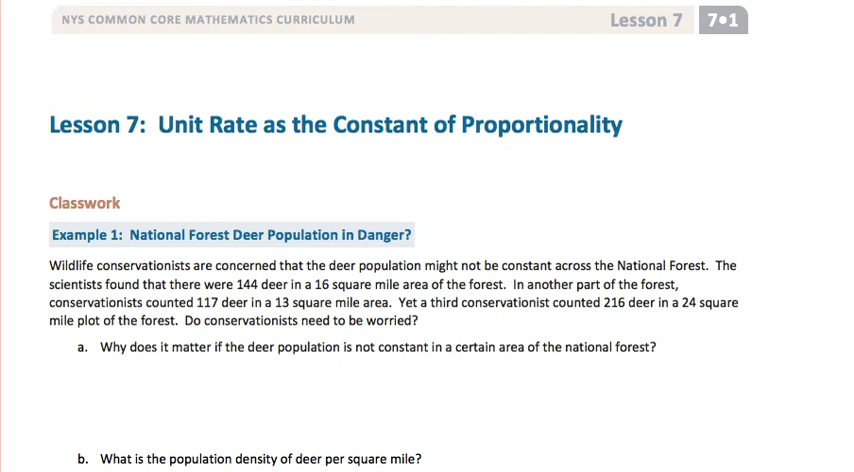 NYS COMMON CORE MATHEMATICS CURRICULUM
Lesson 7
7•1
Lesson 7: Unit Rate as the Constant of Proportionality
Classwork
Example 1: National Forest Deer Population in Danger?
Wildlife conservationists are concerned that the deer population might not be constant across the National Forest. The
scientists found that there were 144 deer in a 16 square mile area of the forest. In another part of the forest,
conservationists counted 117 deer in a 13 square mile area. Yet a third conservationist counted 216 deer in a 24 square
mile plot of the forest. Do conservationists need to be worried?
a. Why does it matter if the deer population is not constant in a certain area of the national forest?
b. What is the population density of deer per square mile?